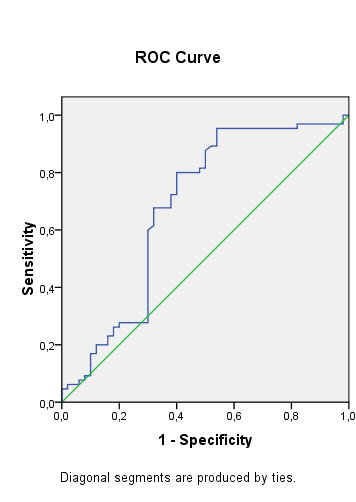 ROC Curve
1,0
0,8
0,6
0,4
0,2
0,0
Sensitivity
0,0 0,2 0,4 0,6 0,8 1,0
1 - Specificity
Diagonal segments are produced by ties.